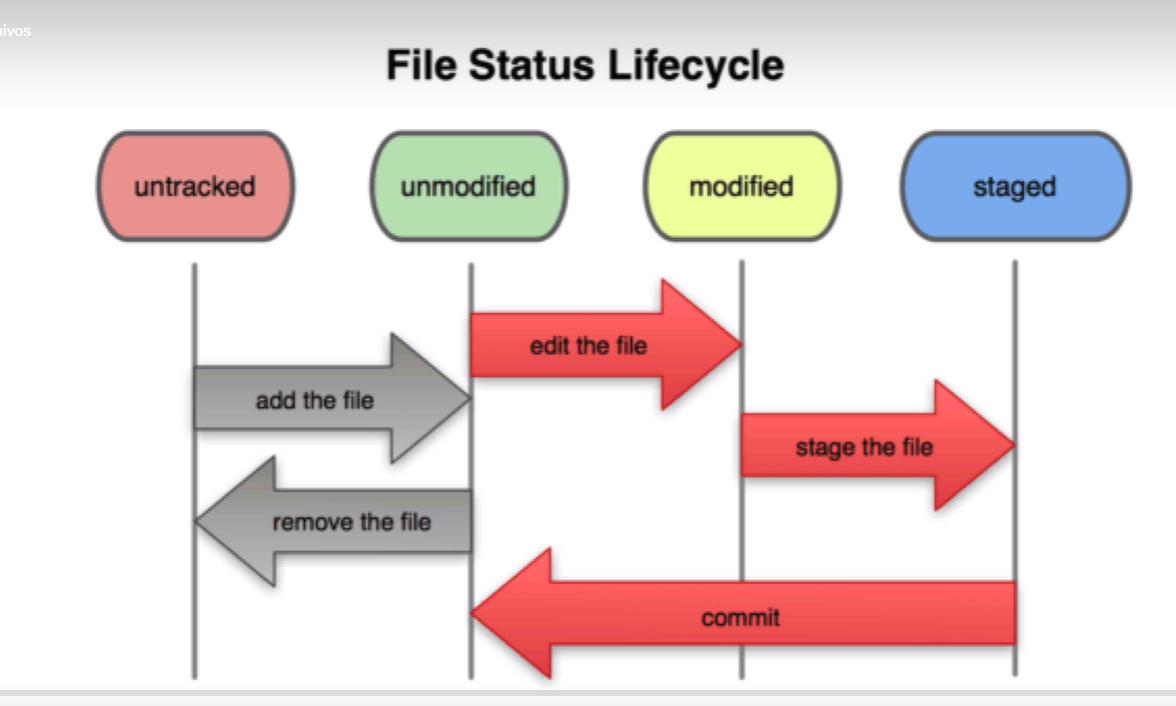 File Status Lifecycle
untracked
unmodified
modified
staged
edit the file
add the file
stage the file
remove the file
commit